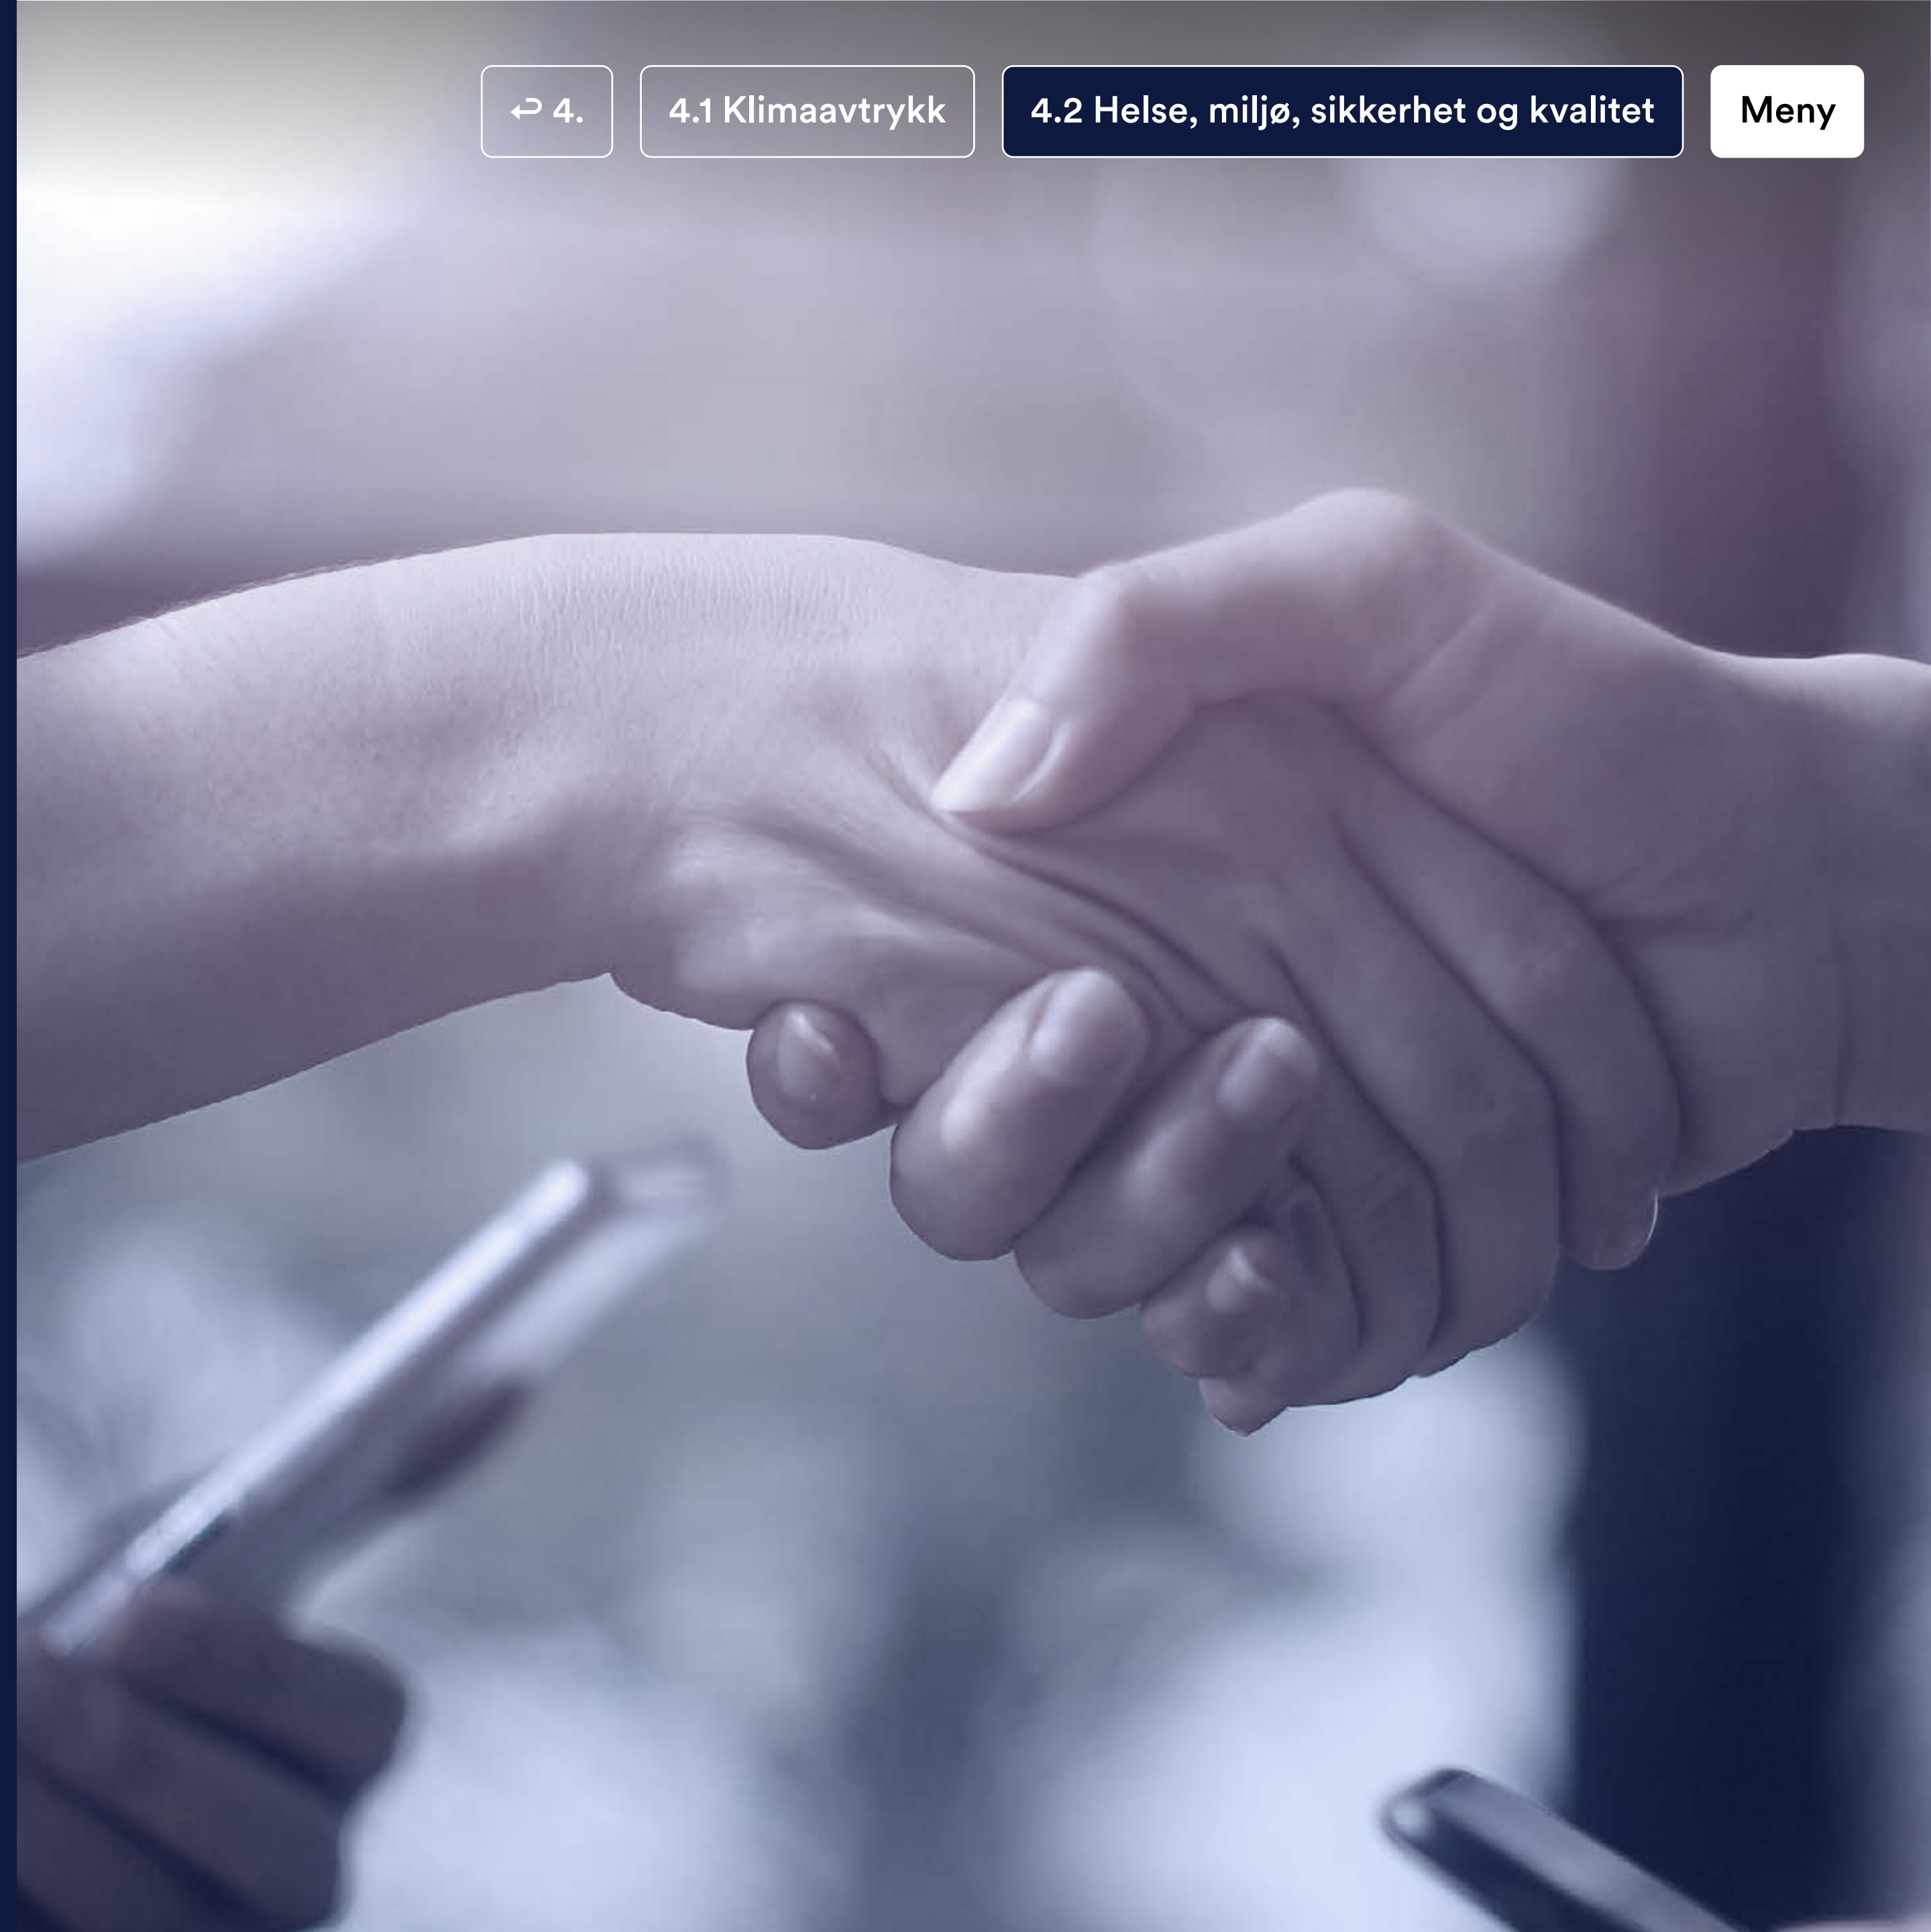 ↩ 4. 4.1 Klimaavtrykk 4.2 Helse, miljø, sikkerhet og kvalitet Meny